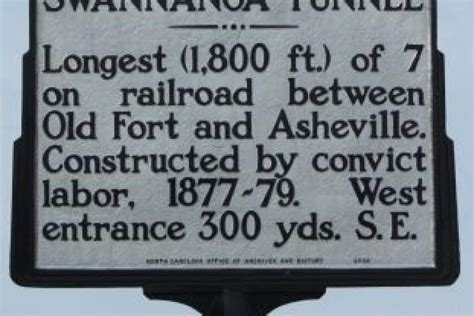 SWANNANOA TUNNEL
Longest (1,800 ft.) of 7
on railroad between
Old Fort and Asheville.
Constructed by convict
labor, 1877-79. West
entrance 300 yds. S.E.
NORTH CAROLINA OFFICE OF ARCHIVES AND HISTORY